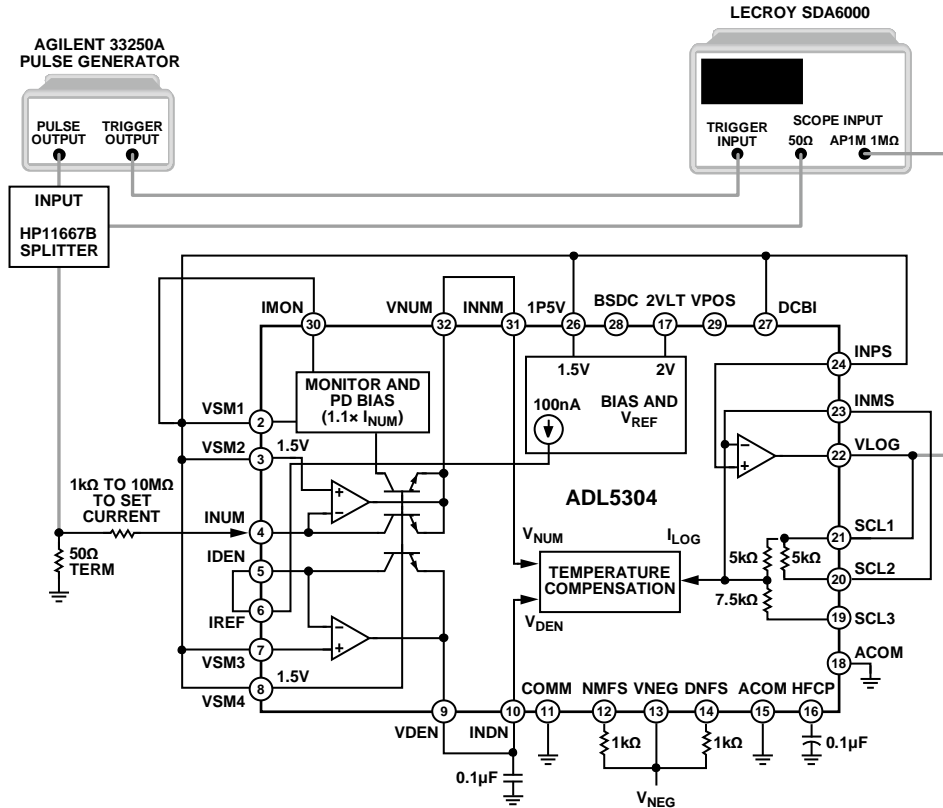 LECROY SDA6000
AGILENT 33250A
PULSE GENERATOR
PULSE
OUTPUT
TRIGGER
OUTPUT
TRIGGER
INPUT
SCOPE INPUT
50Ω
AP1M 1MΩ
INPUT
HP11667B
SPLITTER
IMON
VNUM
INNM
1P5V
BSDC
2VLT
VPOS
DCBI
30
32
31
26
28
17
29
27
1.5V
2V
BIAS AND
VREF
100nA
MONITOR AND
PD BIAS
(1.1× INUM)
INPS
24
INMS
23
VLOG
22
VSM1
2
VSM2
3
1.5V
1kΩ TO 10MΩ
TO SET
CURRENT
INUM
4
50Ω
TERM
IDEN
5
6
IREF
7
VSM3
8
1.5V
VSM4
ADL5304
VNUM
ILOG
TEMPERATURE
COMPENSATION
VDEN
SCL1
21
5kΩ
5kΩ
20
SCL2
7.5kΩ
19
SCL3
ACOM
18
COMM
NMFS
VNEG
DNFS
ACOM
HFCP
9
10
11
12
13
14
15
16
VDEN
INDN
1kΩ
1kΩ
0.1µF
0.1µF
VNEG